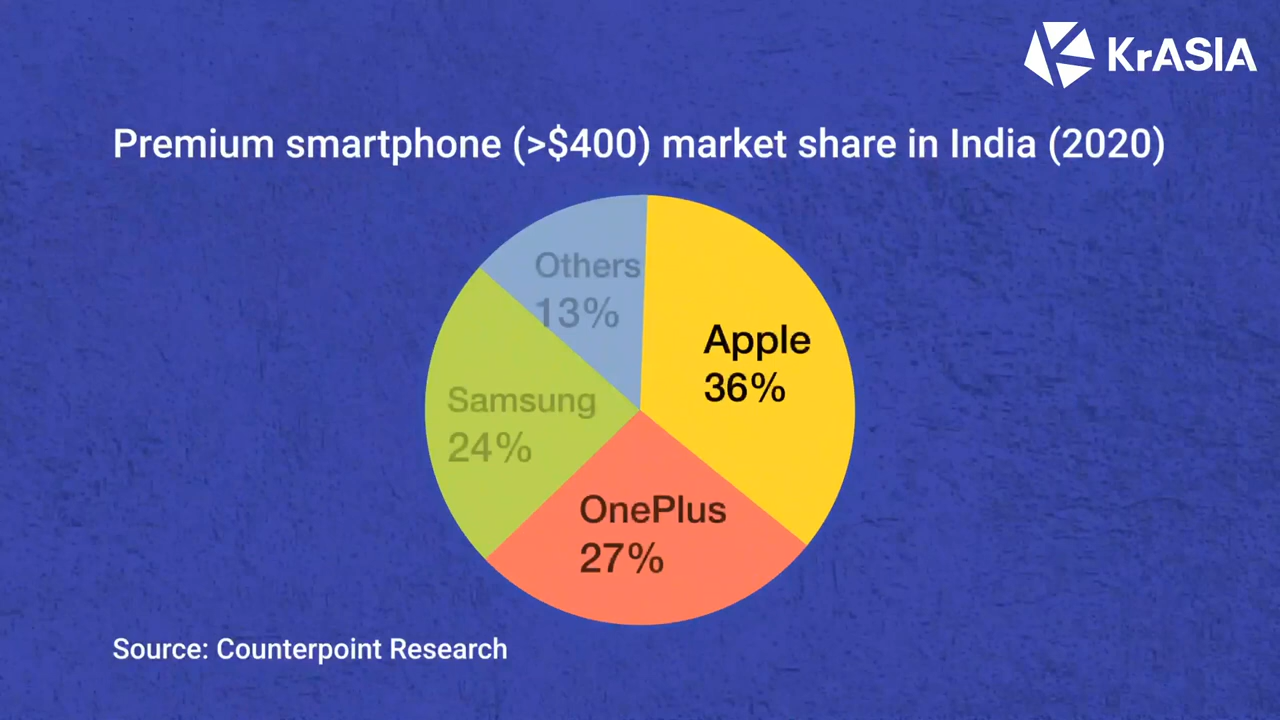 KrASIA
Premium smartphone (>$400) market share in India (2020)
Others
13%
Apple
36%
Samsung
24%
OnePlus
27%
Source: Counterpoint Research